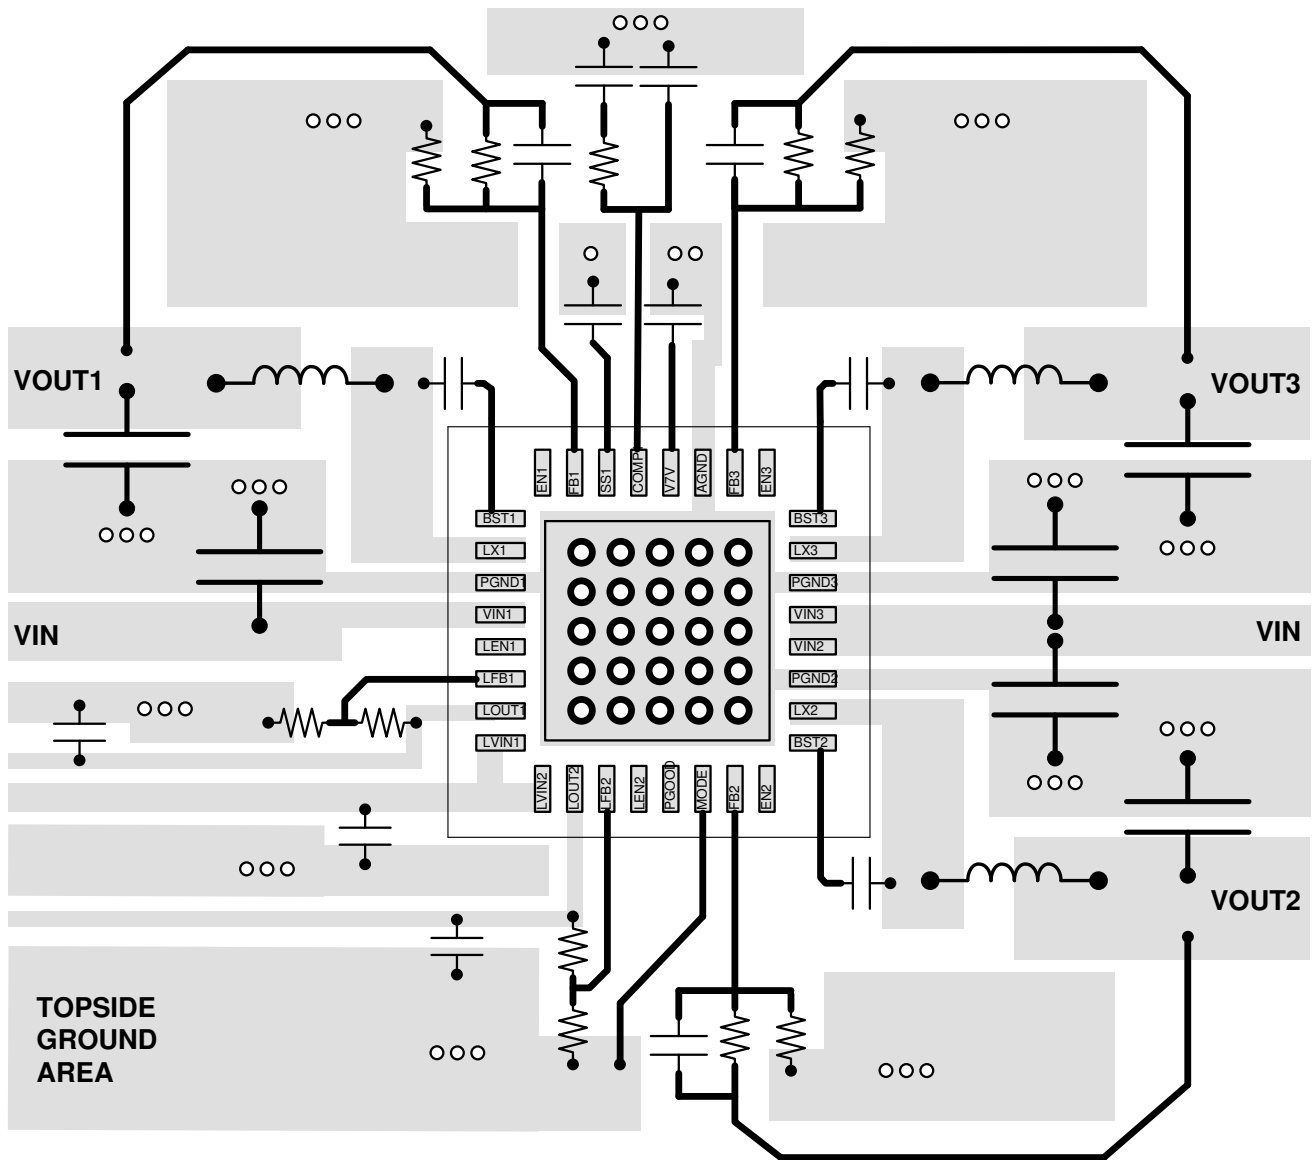 VOUT1
VOUT3
EN1
FB1
SS1
COMP
V7V
AGND
FB3
EN3
BST1
BST3
LX1
LX3
PGND1
PGND3
VIN1
VIN3
VIN
VIN
LEN1
VIN2
LFB1
PGND2
LOUT1
LX2
LVIN1
BST2
LVIN2
LOUT2
LFB2
LEN2
PGOOD
MODE
FB2
EN2
VOUT2
TOPSIDE
GROUND
AREA